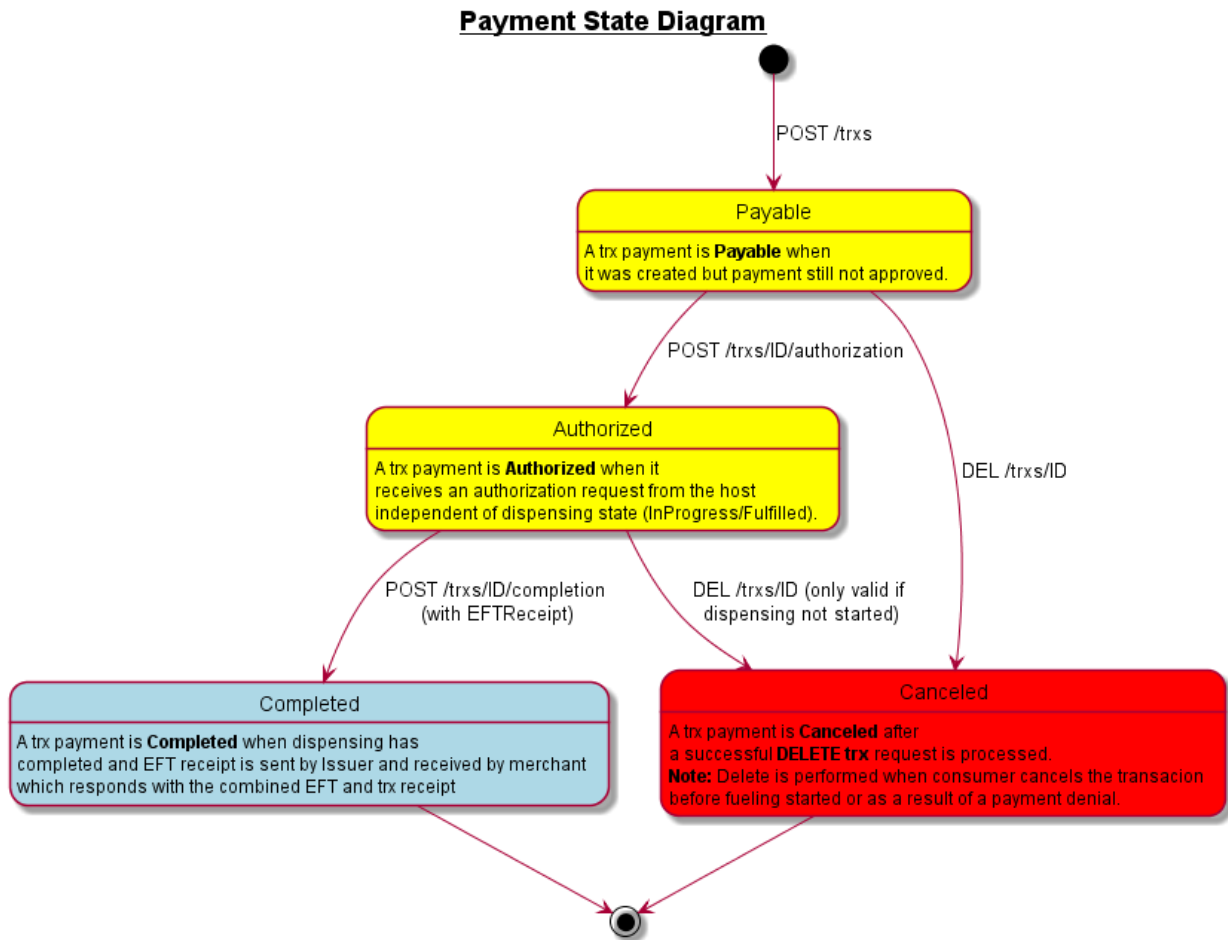 Payment State Diagram
POST /trxs
Payable
A trx payment is Payable when
it was created but payment still not approved.
POST /trxs/ID/authorization
DEL /trxs/ID
Authorized
A trx payment is Authorized when it
receives an authorization request from the host
independent of dispensing state (InProgress/Fulfilled).
POST /trxs/ID/completion
(with EFTReceipt)
DEL /trxs/ID (only valid if
dispensing not started)
Completed
A trx payment is Completed when dispensing has
completed and EFT receipt is sent by Issuer and received by merchant
which responds with the combined EFT and trx receipt
Canceled
A trx payment is Canceled after
a successful DELETE trx request is processed.
Note: Delete is performed when consumer cancels the transacion
before fueling started or as a result of a payment denial.